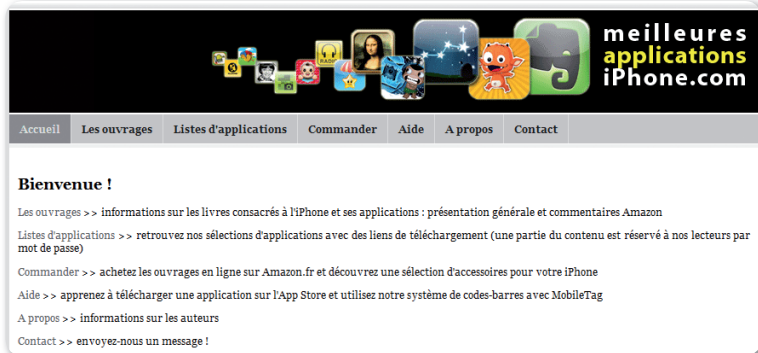 meilleures
applications
iPhone.com
RADIO
Accueil Les ouvrages Listes d'applications Commander Aide A propos Contact
Bienvenue !
Les ouvrages >> informations sur les livres consacrés à l'iPhone et ses applications : présentation générale et commentaires Amazon
Listes d'applications >> retrouvez nos sélections d'applications avec des liens de téléchargement (une partie du contenu est réservé à nos lecteurs par
mot de passe)
Commander >> achetez les ouvrages en ligne sur Amazon.fr et découvrez une sélection d'accessoires pour votre iPhone
Aide >> apprenez à télécharger une application sur l'App Store et utilisez notre système de codes-barres avec MobileTag
A propos >> informations sur les auteurs
Contact >> envoyez-nous un message !